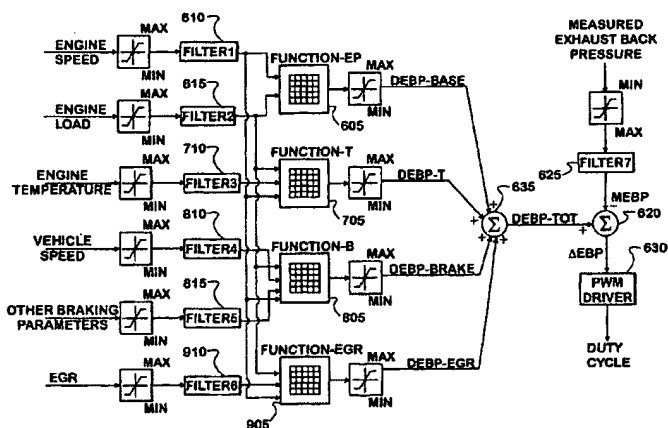 ENGINE
SPEED
MAX
MIN
610
FILTER1
FUNCTION-EP
605
MAX
MIN
DEBP-BASE
ENGINE
LOAD
MAX
MIN
615
FILTER2
ENGINE
TEMPERATURE
MAX
MIN
710
FILTER3
FUNCTION-T
705
MAX
MIN
DEBP-T
VEHICLE
SPEED
MAX
MIN
810
FILTER4
FUNCTION-B
805
MAX
MIN
DEBP-BRAKE
OTHER BRAKING
PARAMETERS
MAX
MIN
815
FILTER5
EGR
MAX
MIN
910
FILTER6
FUNCTION-EGR
905
MAX
MIN
DEBP-EGR
+
+
+
+
Σ
635
DEBP-TOT
MEASURED
EXHAUST BACK
PRESSURE
MIN
MAX
625
FILTER7
MEBP
-
+
Σ
620
ΔEBP
630
PWM
DRIVER
DUTY
CYCLE